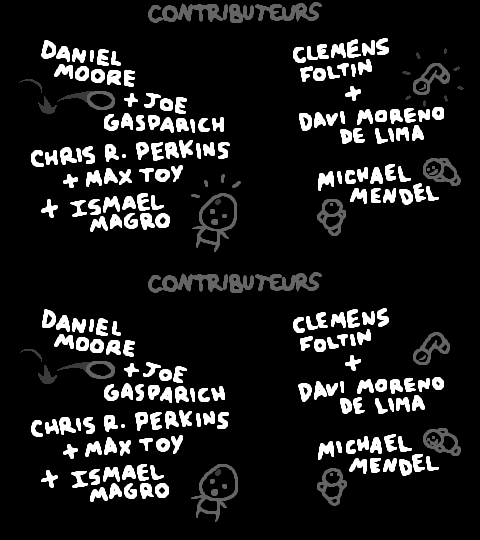 CONTRIBUTEURS
DANIEL
MOORE
+ JOE
GASPARICH
CHRIS R. PERKINS
+ MAX TOY
+ ISMAEL
MAGRO
CLEMENS
FOLTIN
+
DAVI MORENO
DE LIMA
MICHAEL
MENDEL
CONTRIBUTEURS
DANIEL
MOORE
+ JOE
GASPARICH
CHRIS R. PERKINS
+ MAX TOY
+ ISMAEL
MAGRO
CLEMENS
FOLTIN
+
DAVI MORENO
DE LIMA
MICHAEL
MENDEL